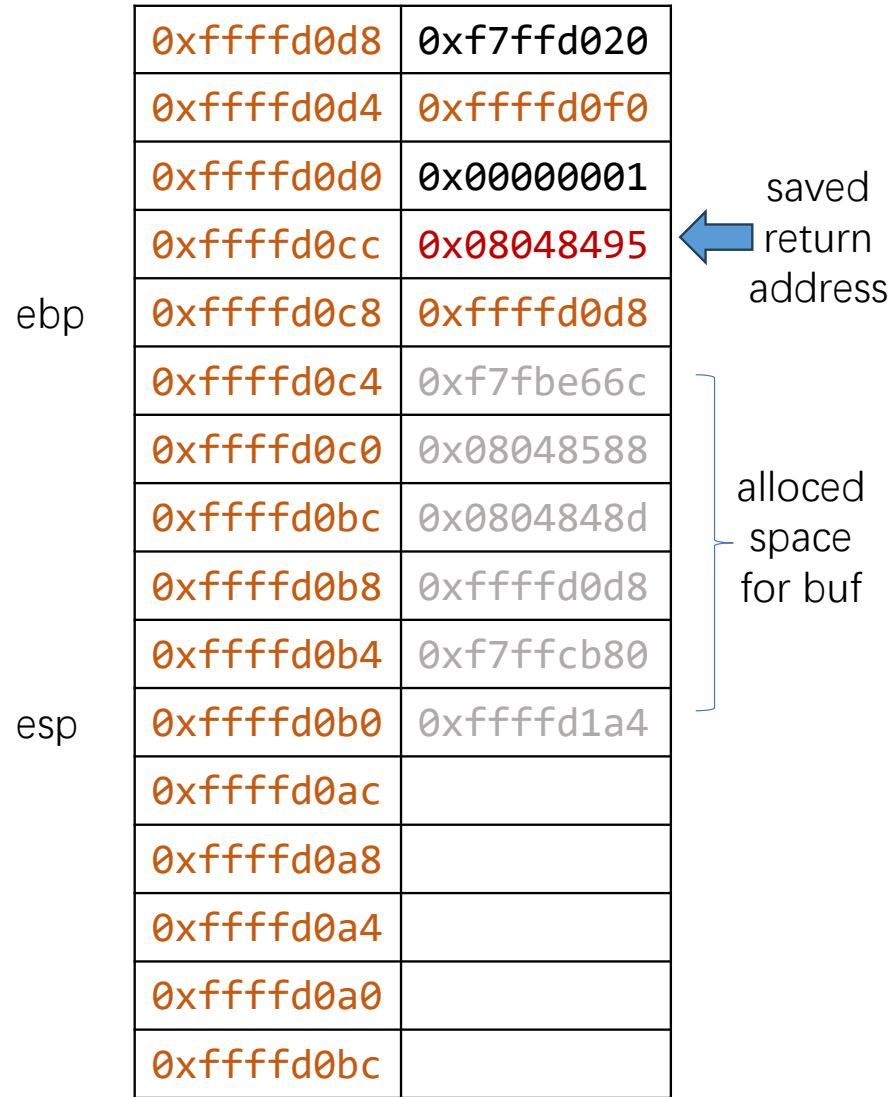 0xffffd0d8 0xf7ffd020
0xffffd0d4 0xffffd0f0
0xffffd0d0 0x00000001
0xffffd0cc 0x08048495
saved
return
address
ebp 0xffffd0c8 0xffffd0d8
0xffffd0c4 0xf7fbe66c
0xffffd0c0 0x08048588
0xffffd0bc 0x0804848d
0xffffd0b8 0xffffd0d8
alloced
space
for buf
0xffffd0b4 0xf7ffcb80
esp 0xffffd0b0 0xffffd1a4
0xffffd0ac
0xffffd0a8
0xffffd0a4
0xffffd0a0
0xffffd0bc